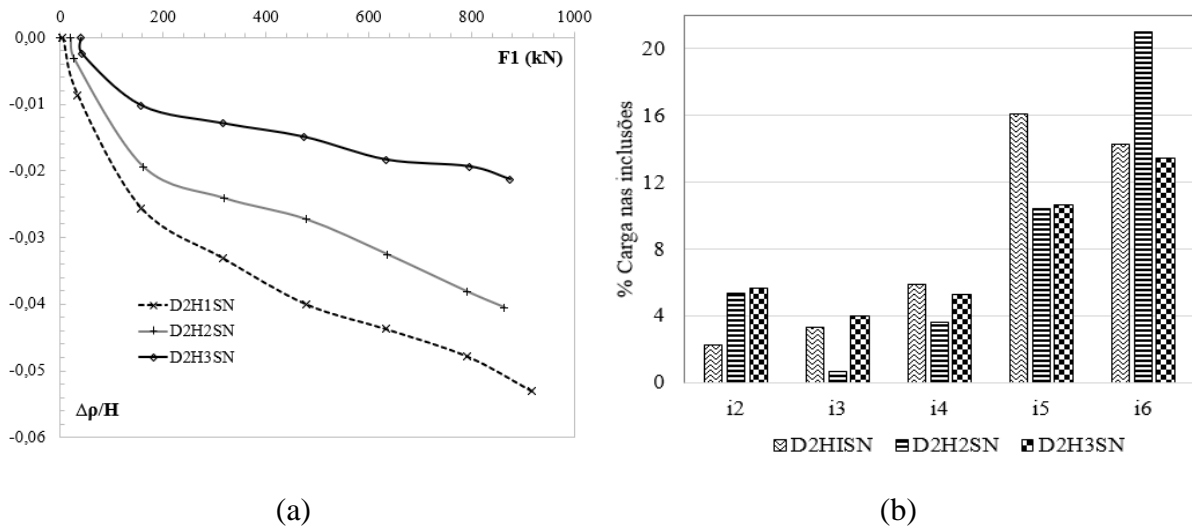 0 200 400 600 800 1000
F1 (kN)
0,00
-0,01
-0,02
-0,03
-0,04
-0,05
-0,06
D2H1SN
D2H2SN
D2H3SN
Δρ/H
(a)
% Carga nas inclusões
20
16
12
8
4
0
i2 i3 i4 i5 i6
D2HISN D2H2SN D2H3SN
(b)